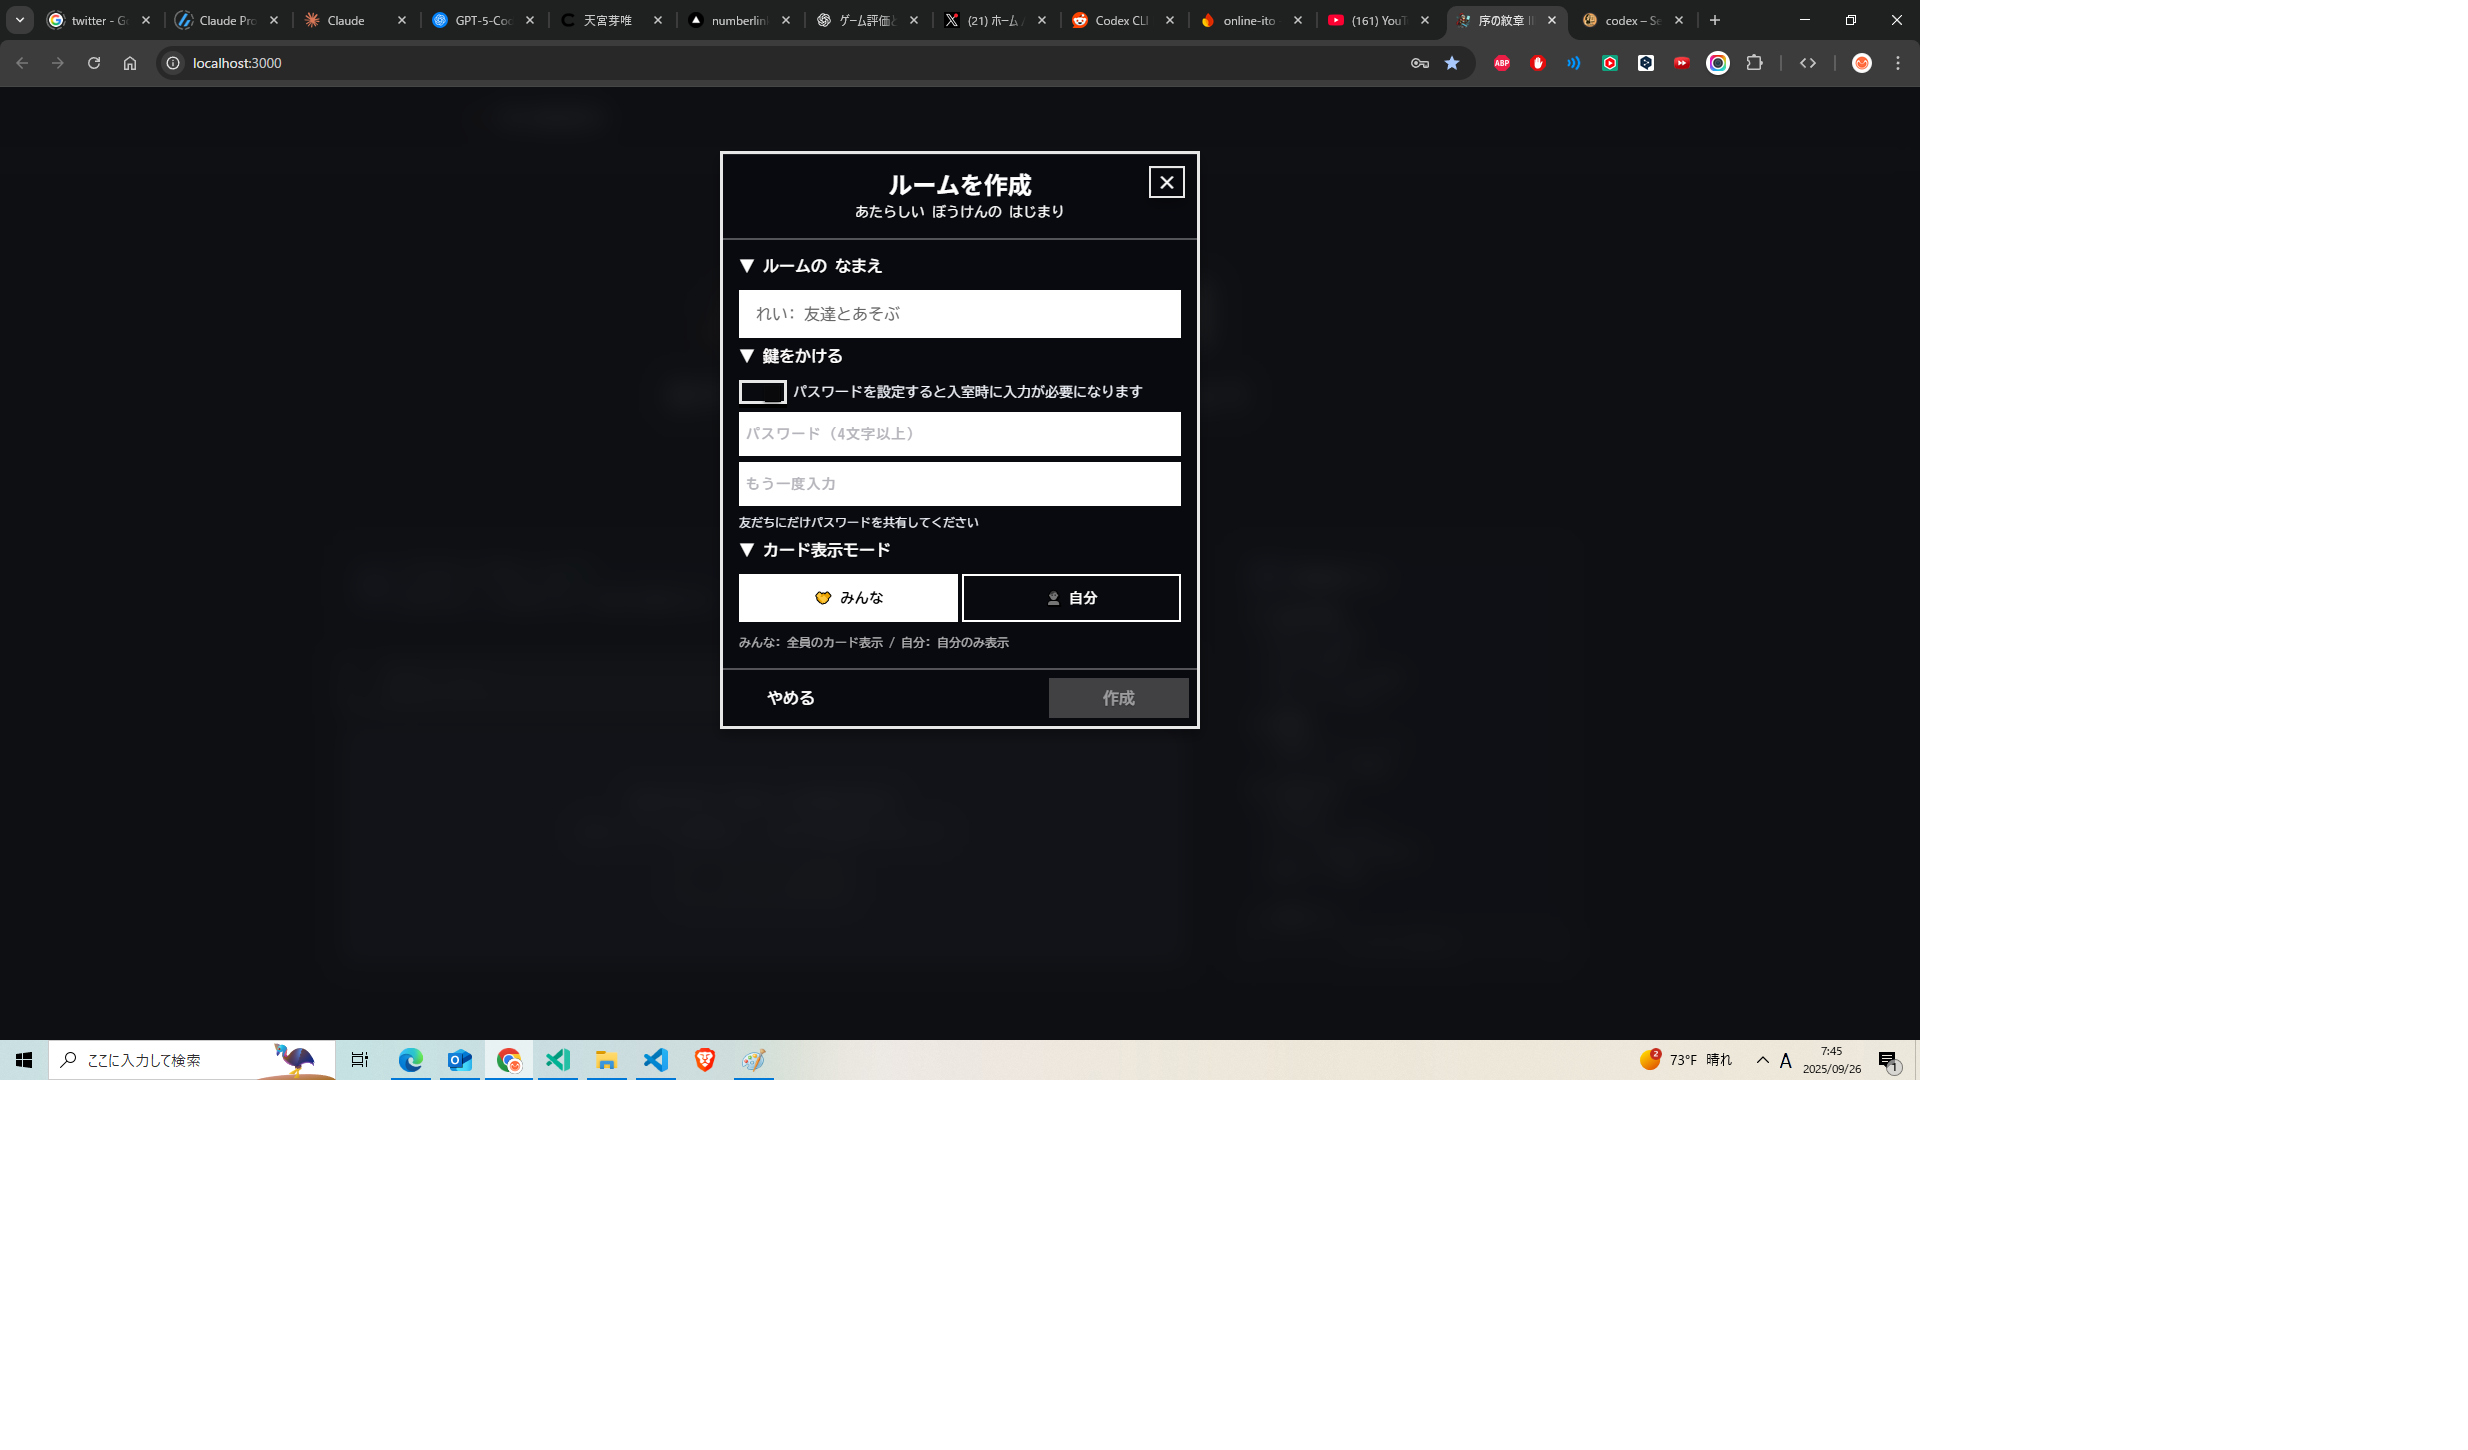 twitter - G
Claude Pro
Claude
GPT-5-Co
天宮芽唯
numberlin
ゲーム評価と
(21) ホーム /
Codex CLI
online-ito
(161) YouT
序の紋章 II
codex – Se
localhost:3000
ABP
ルームを作成
あたらしい ぼうけんの はじまり
▼ ルームの なまえ
れい: 友達とあそぶ
▼ 鍵をかける
パスワードを設定すると入室時に入力が必要になります
パスワード (4文字以上)
もう一度入力
友だちにだけパスワードを共有してください
▼ カード表示モード
みんな
自分
みんな: 全員のカード表示 / 自分: 自分のみ表示
やめる
作成
ここに入力して検索
2
73°F 晴れ
A
7:45
2025/09/26
1